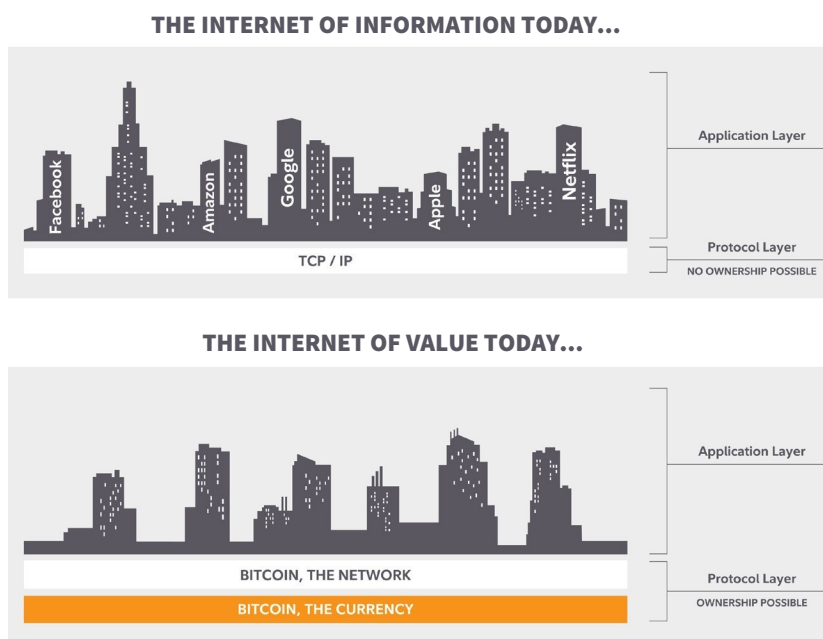 THE INTERNET OF INFORMATION TODAY...
Facebook
Amazon
Google
Apple
Netflix
Application Layer
TCP / IP
Protocol Layer
NO OWNERSHIP POSSIBLE
THE INTERNET OF VALUE TODAY...
Application Layer
BITCOIN, THE NETWORK
BITCOIN, THE CURRENCY
Protocol Layer
OWNERSHIP POSSIBLE